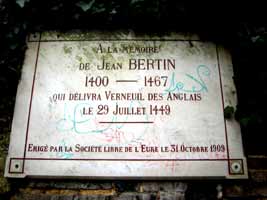 A LA MÉMOIRE
DE JEAN BERTIN
1400 — 1467
QUI DÉLIVRA VERNEUIL DES ANGLAIS
LE 29 JUILLET 1449
ERIGÉ PAR LA SOCIÉTÉ LIBRE DE L'EURE LE 31 OCTOBRE 1909